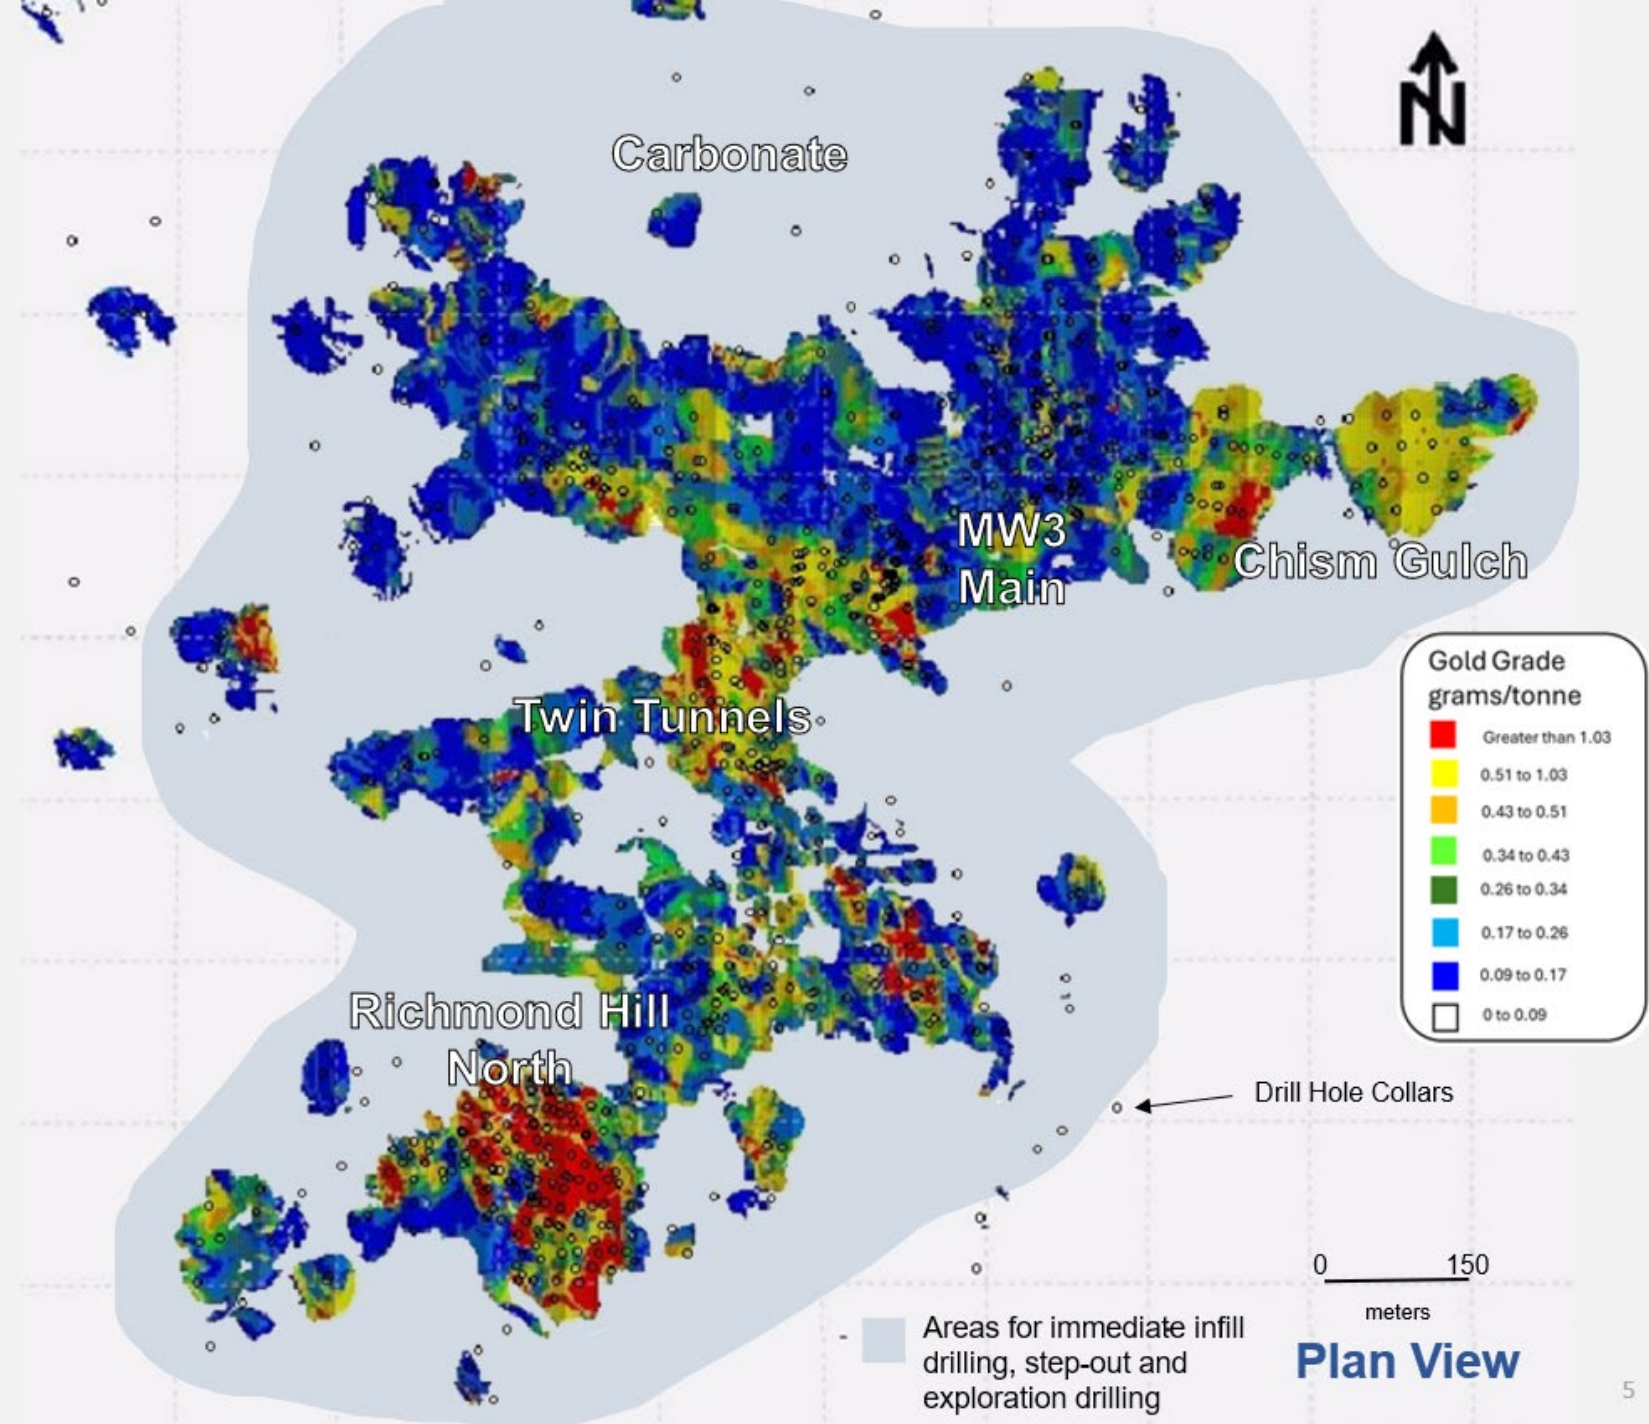 N
Carbonate
MW3
Main
Chism Gulch
Gold Grade
grams/tonne
Greater than 1.03
0.51 to 1.03
0.43 to 0.51
0.34 to 0.43
0.26 to 0.34
0.17 to 0.26
0.09 to 0.17
0 to 0.09
Twin Tunnels
Richmond Hill
North
Drill Hole Collars
0 150
meters
- Areas for immediate infill
drilling, step-out and
exploration drilling
Plan View
5